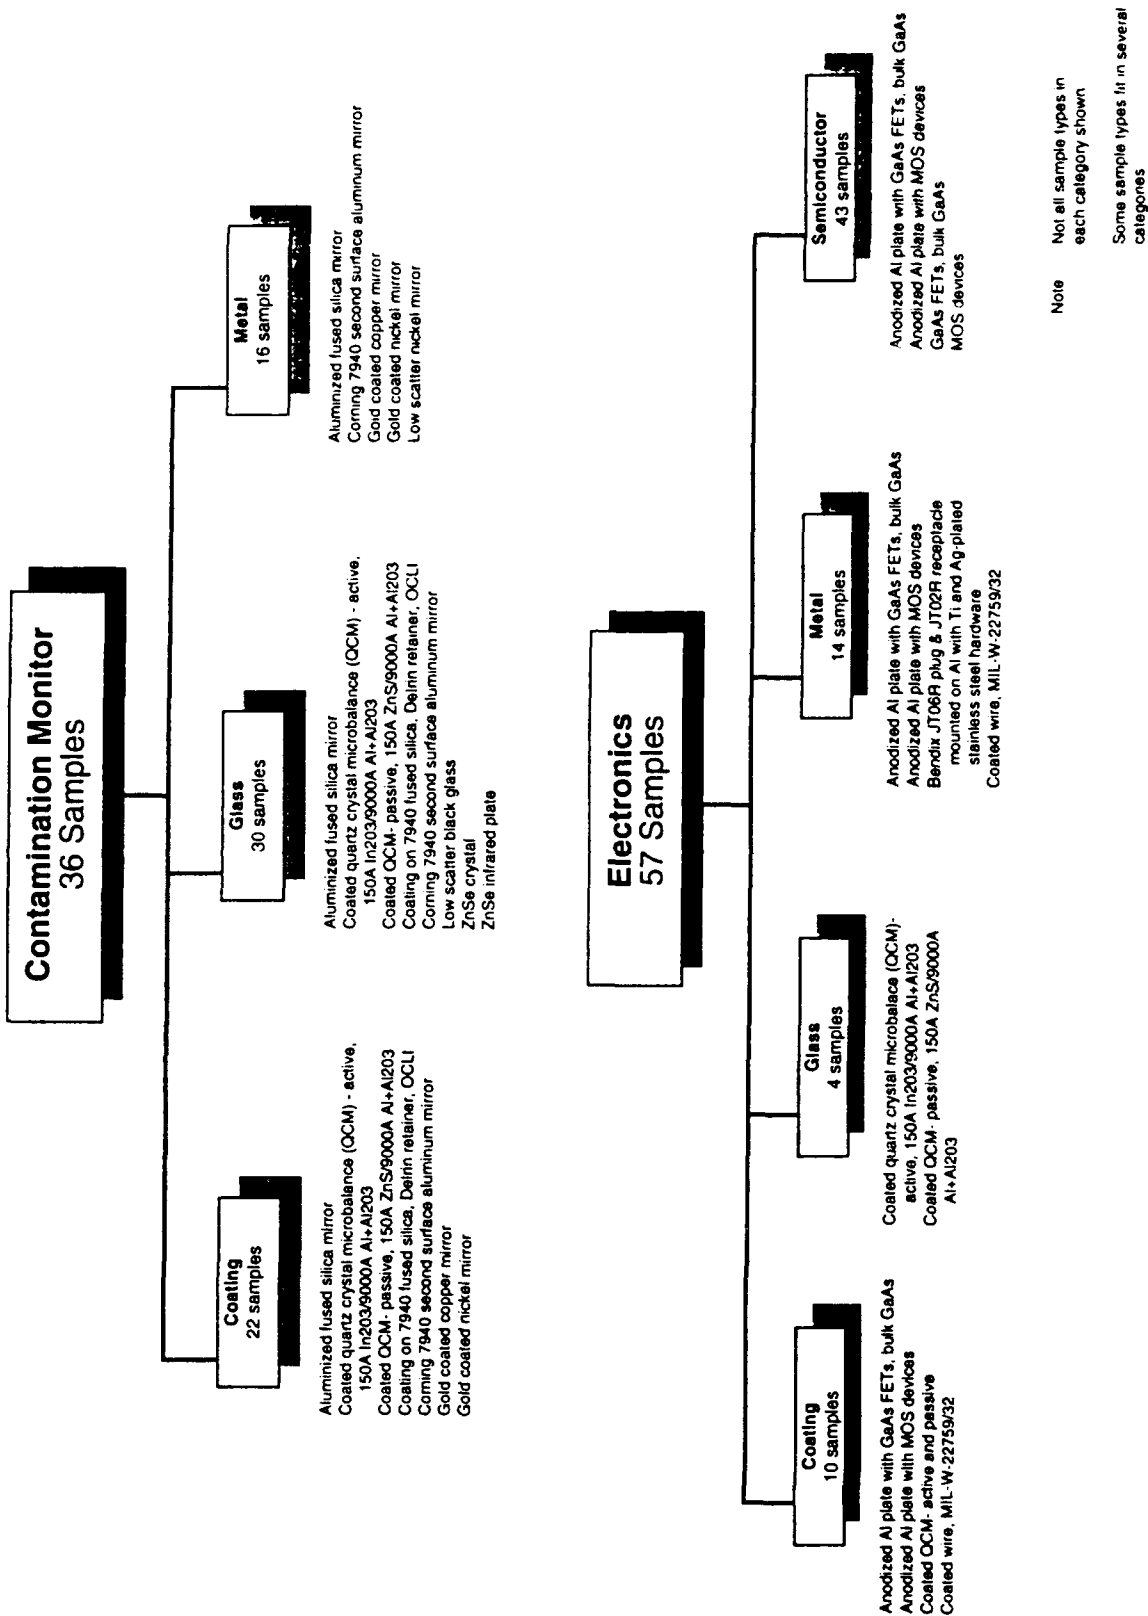 Contamination Monitor
36 Samples
Coating
22 samples
Aluminized fused silica mirror
Coated quartz crystal microbalance (QCM) - active,
150A In203/9000A Al+Al203
Coated QCM- passive, 150A ZnS/9000A Al+Al203
Coating on 7940 fused silica, Delrin retainer, OCLI
Corning 7940 second surface aluminum mirror
Gold coated copper mirror
Gold coated nickel mirror
Glass
30 samples
Aluminized fused silica mirror
Coated quartz crystal microbalance (QCM) - active,
150A In203/9000A Al+Al203
Coated QCM- passive, 150A ZnS/9000A Al+Al203
Coating on 7940 fused silica, Delrin retainer, OCLI
Corning 7940 second surface aluminum mirror
Low scatter black glass
ZnSe crystal
ZnSe infrared plate
Metal
16 samples
Aluminized fused silica mirror
Corning 7940 second surface aluminum mirror
Gold coated copper mirror
Gold coated nickel mirror
Low scatter nickel mirror
Electronics
57 Samples
Coating
10 samples
Anodized Al plate with GaAs FETs, bulk GaAs
Anodized Al plate with MOS devices
Coated QCM- active and passive
Coated wire, MIL-W-22759/32
Glass
4 samples
Coated quartz crystal microbalace (QCM)-
active, 150A In203/9000A Al+Al203
Coated QCM- passive, 150A ZnS/9000A
Al+Al203
Metal
14 samples
Anodized Al plate with GaAs FETs, bulk GaAs
Anodized Al plate with MOS devices
Bendix JT06R plug & JT02R receptacle
mounted on Al with Ti and Ag-plated
stainless steel hardware
Coated wire, MIL-W-22759/32
Semiconductor
43 samples
Anodized Al plate with GaAs FETs, bulk GaAs
Anodized Al plate with MOS devices
GaAs FETs, bulk GaAs
MOS devices
Note Not all sample types in
each category shown
Some sample types fit in several
categories